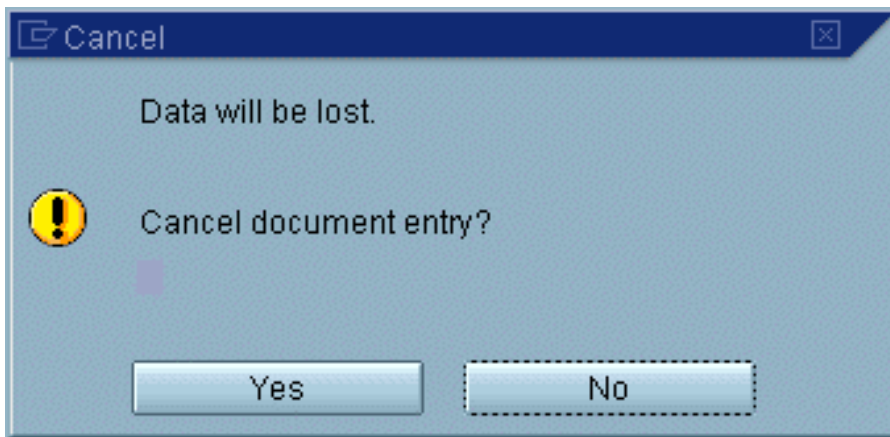 Cancel
Data will be lost.
Cancel document entry?
Yes
No